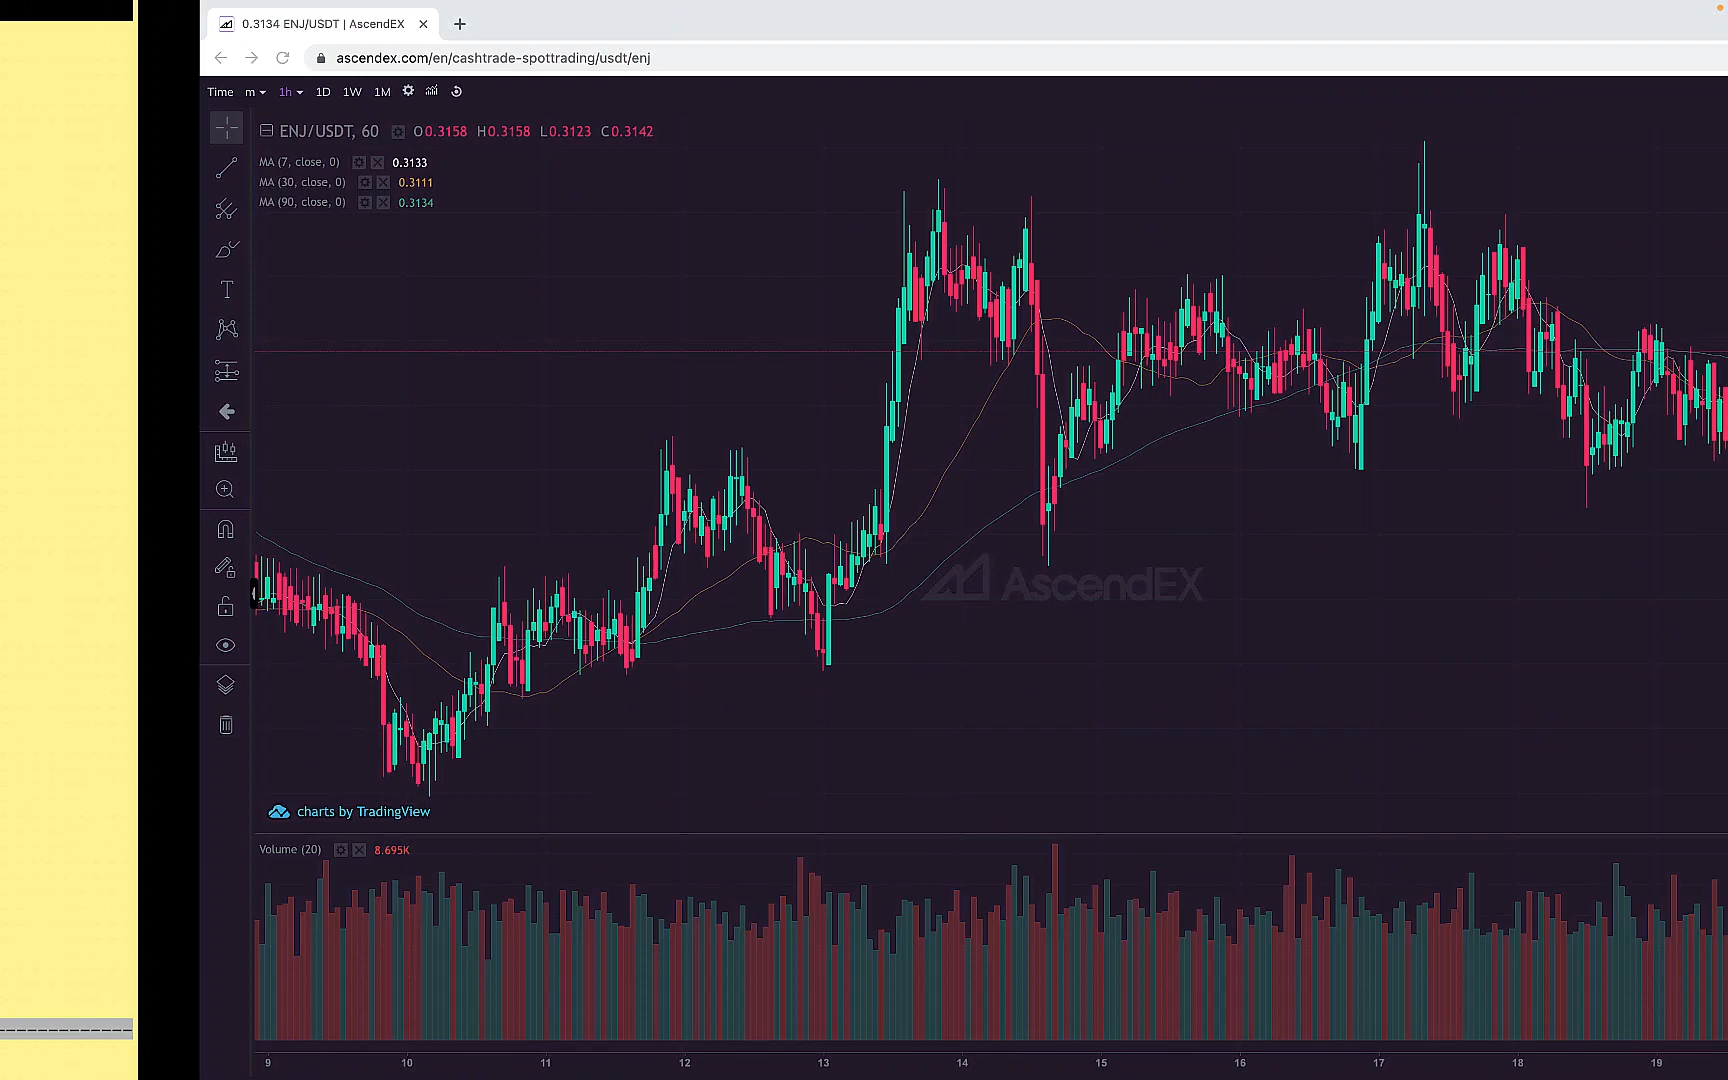 0.3134 ENJ/USDT | AscendEX
ascendex.com/en/cashtrade-spottrading/usdt/enj
Time m 1h 1D 1W 1M
ENJ/USDT, 60 O0.3158 H0.3158 L0.3123 C0.3142
MA (7, close, 0) 0.3133
MA (30, close, 0) 0.3111
MA (90, close, 0) 0.3134
AscendEX
charts by TradingView
Volume (20) 8.695K
9 10 11 12 13 14 15 16 17 18 19